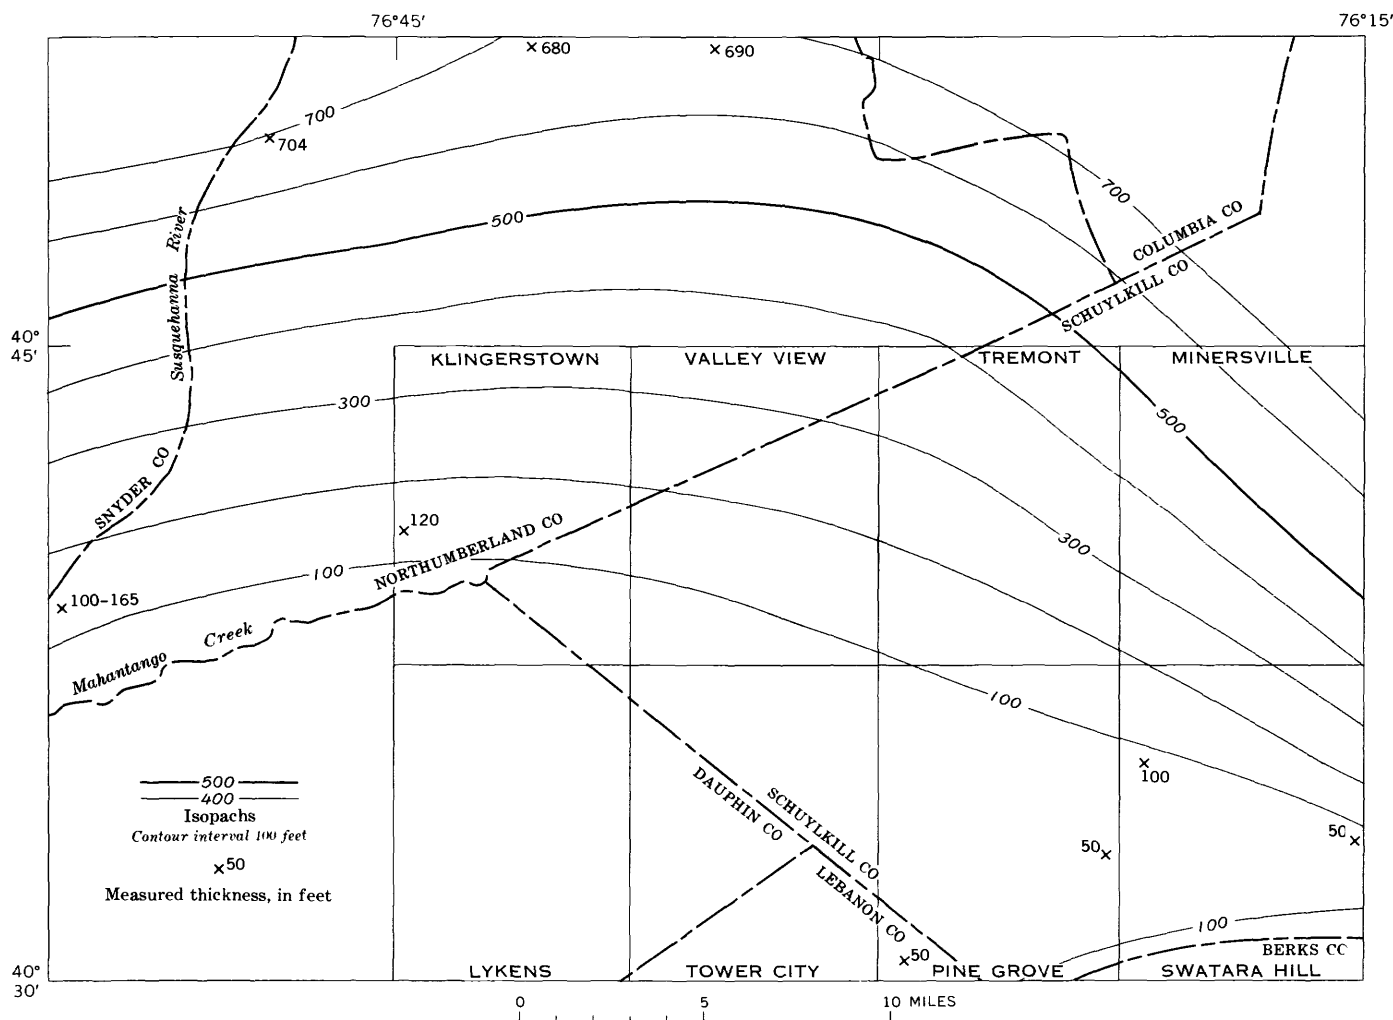 76°45′
76°15′
680
690
700
704
700
Susquehanna River
500
COLUMBIA CO
SCHUYLKILL CO
40°
45′
KLINGERSTOWN
VALLEY VIEW
TREMONT
MINERSVILLE
300
500
SNYDER CO
120
NORTHUMBERLAND CO
300
100
100-165
Mahantango Creek
100
500
400
Isopachs
Contour interval 100 feet
50
Measured thickness, in feet
DAUPHIN CO
SCHUYLKILL CO
LEBANON CO
100
50
50
50
100
BERKS CO
40°
30′
LYKENS
TOWER CITY
PINE GROVE
SWATARA HILL
0
5
10 MILES